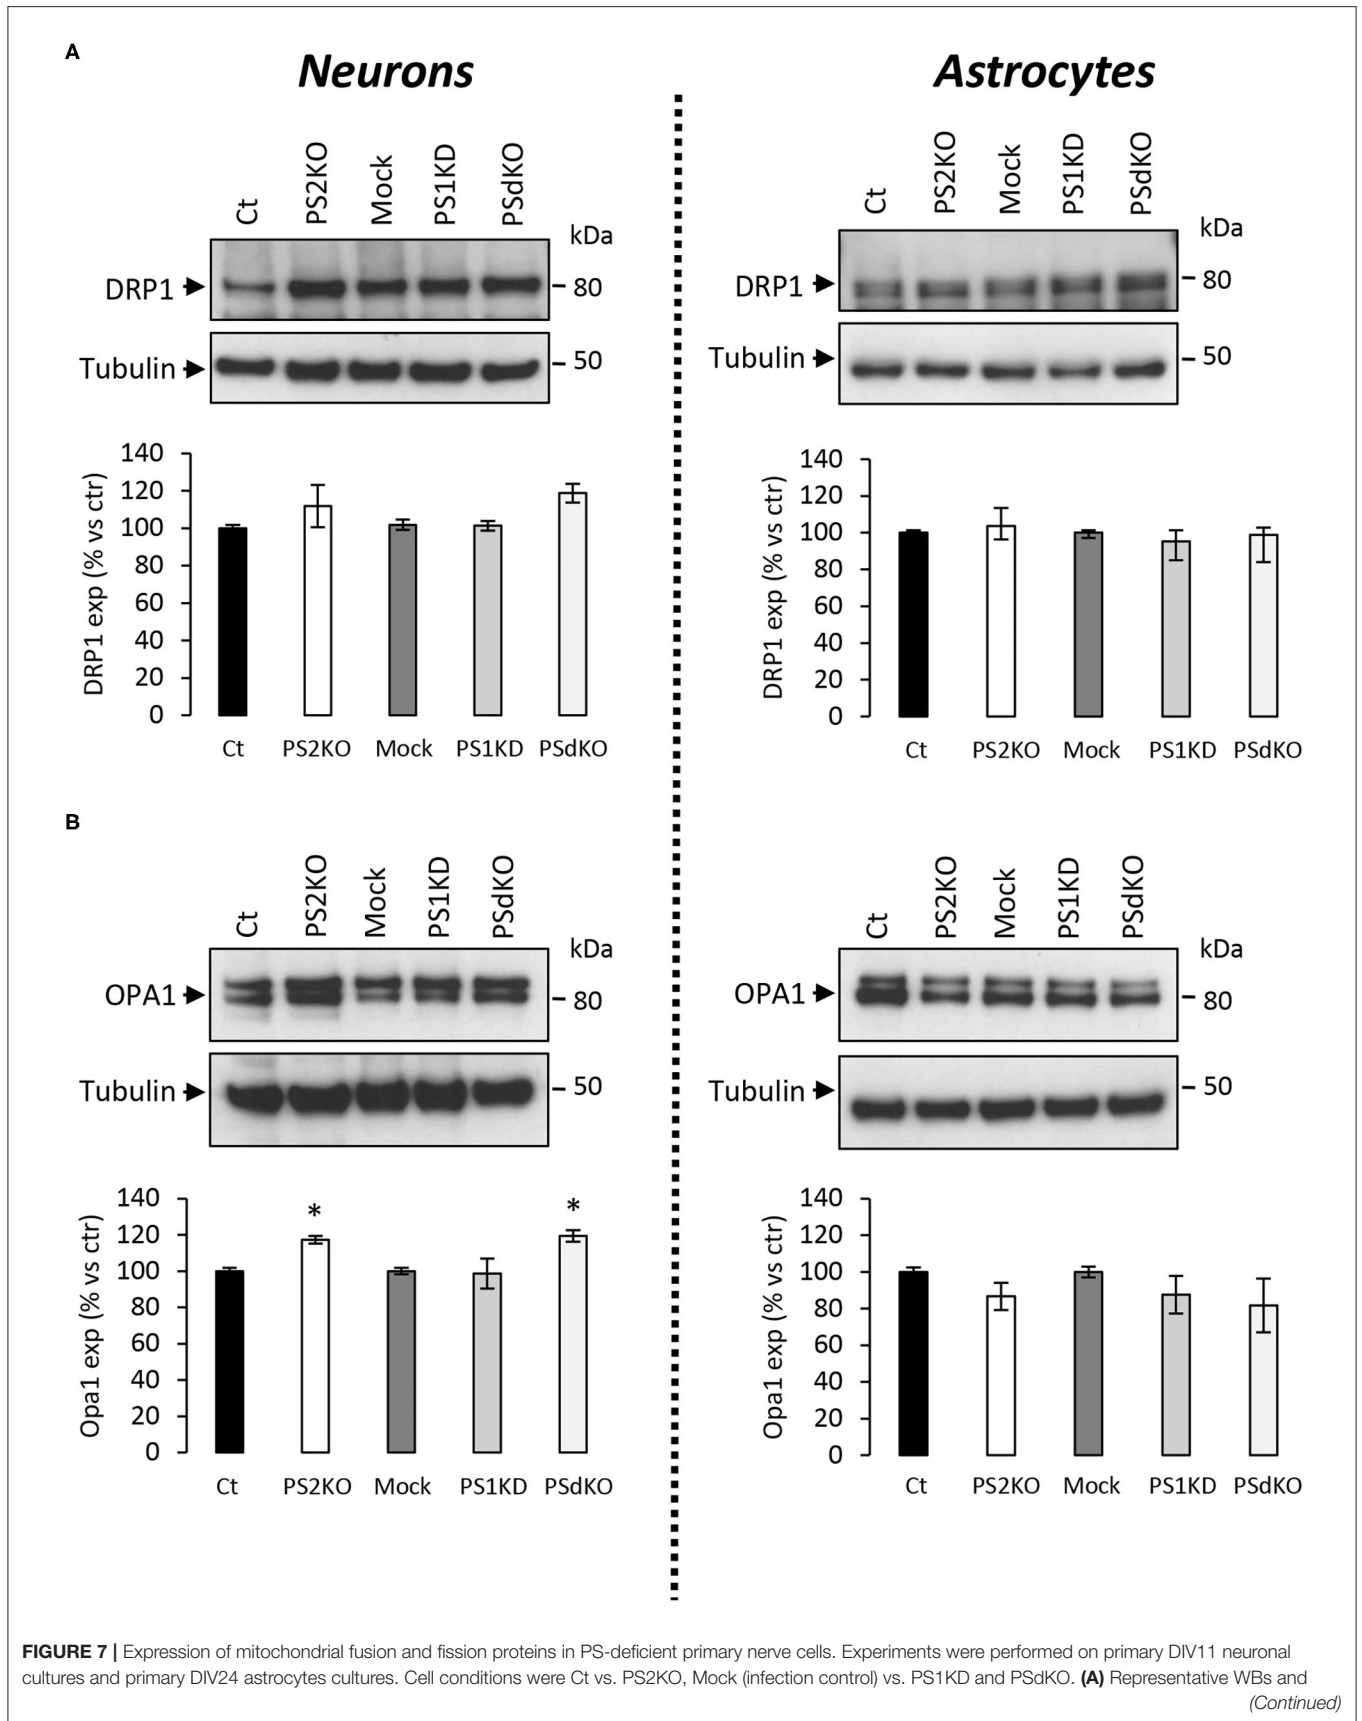 A
Neurons
Astrocytes
Ct PS2KO Mock PS1KD PSdKO
kDa
DRP1
80
Tubulin
50
Ct PS2KO Mock PS1KD PSdKO
kDa
DRP1
80
Tubulin
50
DRP1 exp (% vs ctr)
140
120
100
80
60
40
20
0
Ct PS2KO Mock PS1KD PSdKO
DRP1 exp (% vs ctr)
140
120
100
80
60
40
20
0
Ct PS2KO Mock PS1KD PSdKO
B
Ct PS2KO Mock PS1KD PSdKO
kDa
OPA1
80
Tubulin
50
Ct PS2KO Mock PS1KD PSdKO
kDa
OPA1
80
Tubulin
50
Opa1 exp (% vs ctr)
140
120
100
80
60
40
20
0
* *
Ct PS2KO Mock PS1KD PSdKO
Opa1 exp (% vs ctr)
140
120
100
80
60
40
20
0
Ct PS2KO Mock PS1KD PSdKO
FIGURE 7 | Expression of mitochondrial fusion and fission proteins in PS-deficient primary nerve cells. Experiments were performed on primary DIV11 neuronal
cultures and primary DIV24 astrocytes cultures. Cell conditions were Ct vs. PS2KO, Mock (infection control) vs. PS1KD and PSdKO. (A) Representative WBs and
(Continued)